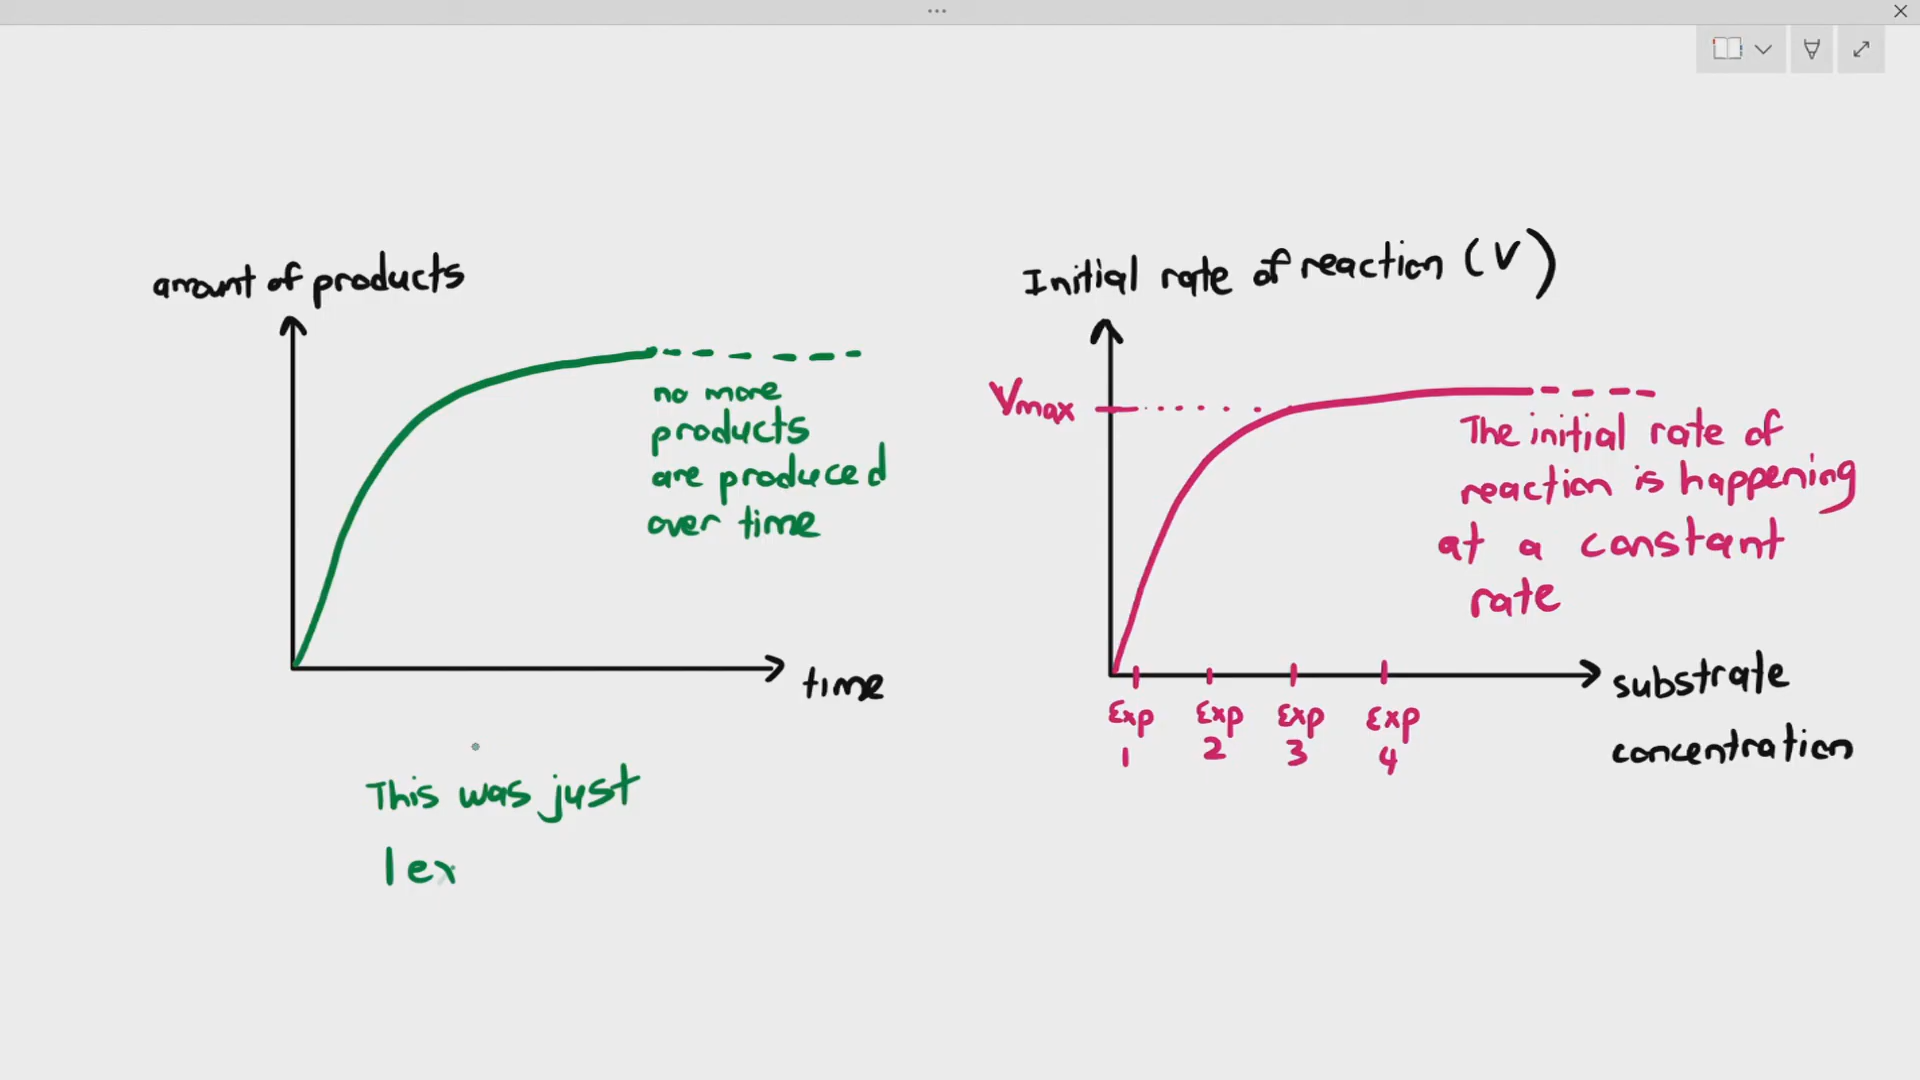 amount of products
no more
products
are produced
over time
time
This was just
1 ex
Initial rate of reaction (V)
Vmax
The initial rate of
reaction is happening
at a constant
rate
Exp 1
Exp 2
Exp 3
Exp 4
substrate
concentration